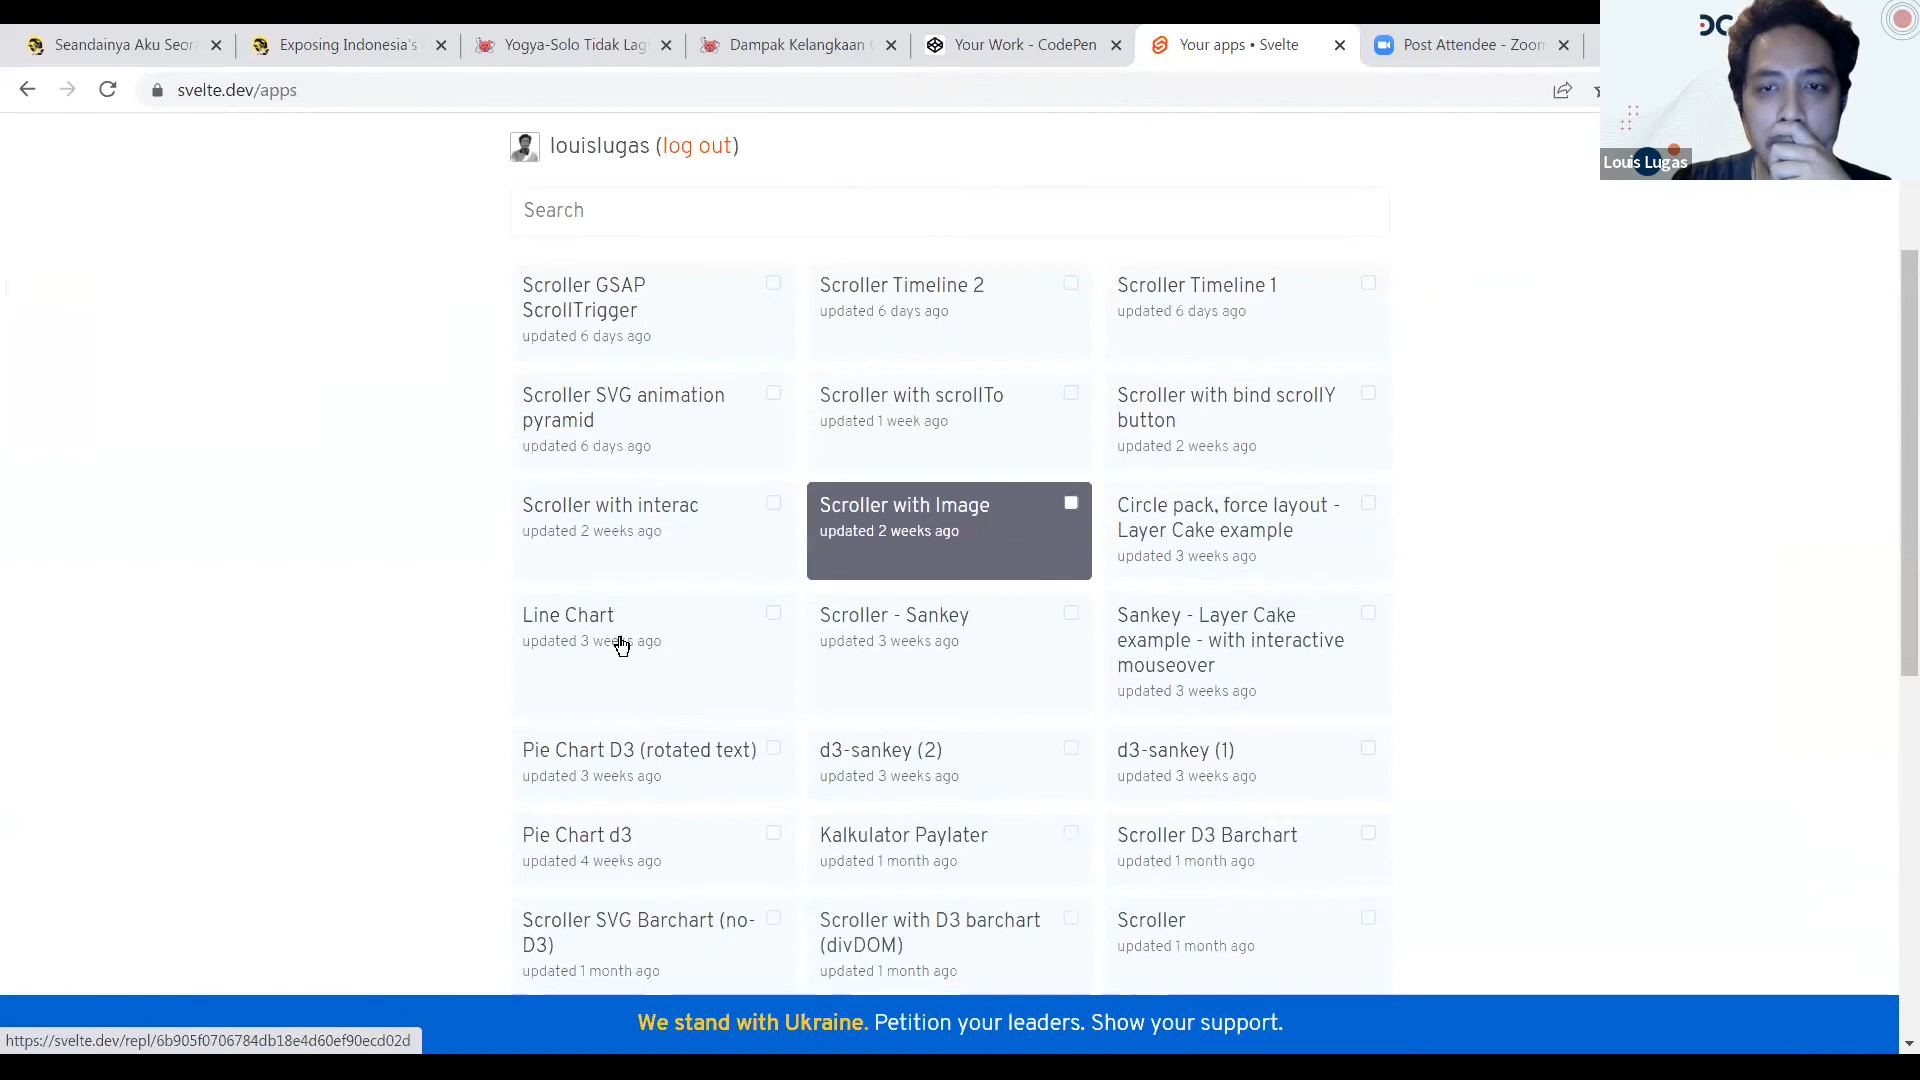 Seandainya Aku Seor
Exposing Indonesia's
Yogya-Solo Tidak Lag
Dampak Kelangkaan
Your Work - CodePen
Your apps • Svelte
Post Attendee - Zoom
DC
svelte.dev/apps
Louis Lugas
louislugas (log out)
Search
Scroller GSAP
ScrollTrigger
updated 6 days ago
Scroller Timeline 2
updated 6 days ago
Scroller Timeline 1
updated 6 days ago
Scroller SVG animation
pyramid
updated 6 days ago
Scroller with scrollTo
updated 1 week ago
Scroller with bind scrollY
button
updated 2 weeks ago
Scroller with interac
updated 2 weeks ago
Scroller with Image
updated 2 weeks ago
Circle pack, force layout -
Layer Cake example
updated 3 weeks ago
Line Chart
updated 3 weeks ago
Scroller - Sankey
updated 3 weeks ago
Sankey - Layer Cake
example - with interactive
mouseover
updated 3 weeks ago
Pie Chart D3 (rotated text)
updated 3 weeks ago
d3-sankey (2)
updated 3 weeks ago
d3-sankey (1)
updated 3 weeks ago
Pie Chart d3
updated 4 weeks ago
Kalkulator Paylater
updated 1 month ago
Scroller D3 Barchart
updated 1 month ago
Scroller SVG Barchart (no-
D3)
updated 1 month ago
Scroller with D3 barchart
(divDOM)
updated 1 month ago
Scroller
updated 1 month ago
We stand with Ukraine. Petition your leaders. Show your support.
https://svelte.dev/repl/6b905f0706784db18e4d60ef90ecd02d